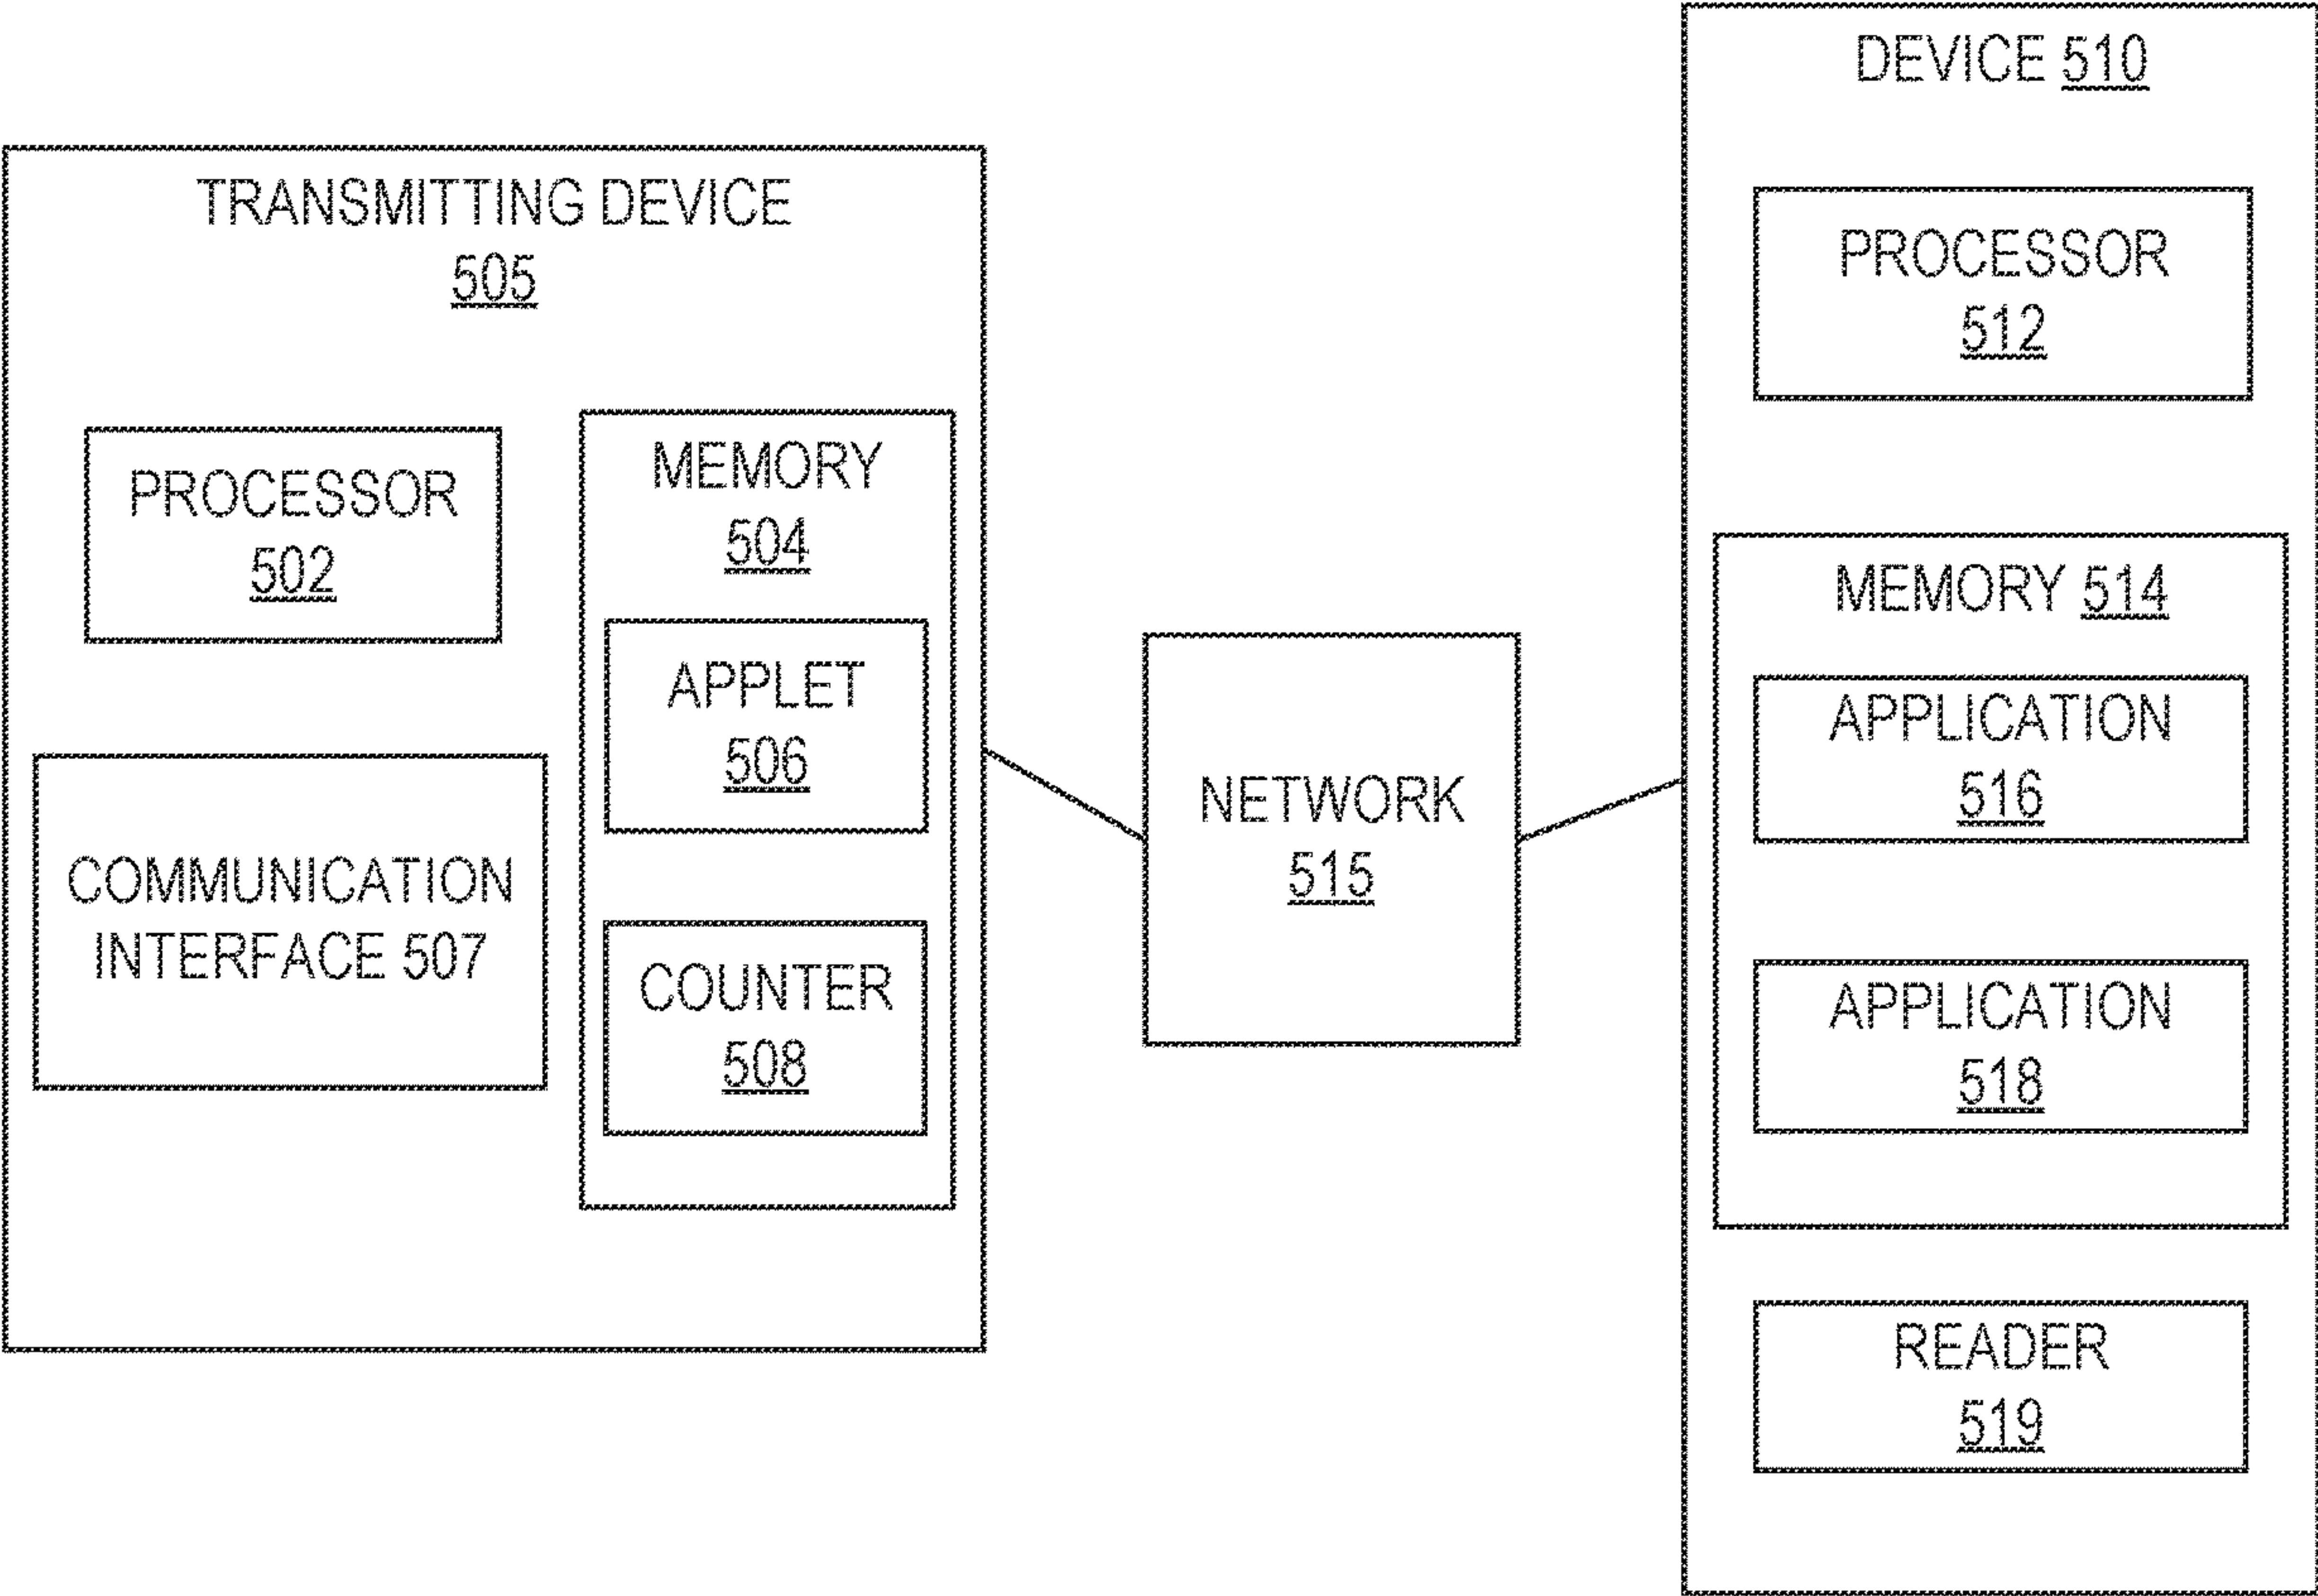 TRANSMITTING DEVICE
505
PROCESSOR
502
COMMUNICATION
INTERFACE 507
MEMORY
504
APPLET
506
COUNTER
508
NETWORK
515
DEVICE 510
PROCESSOR
512
MEMORY 514
APPLICATION
516
APPLICATION
518
READER
519